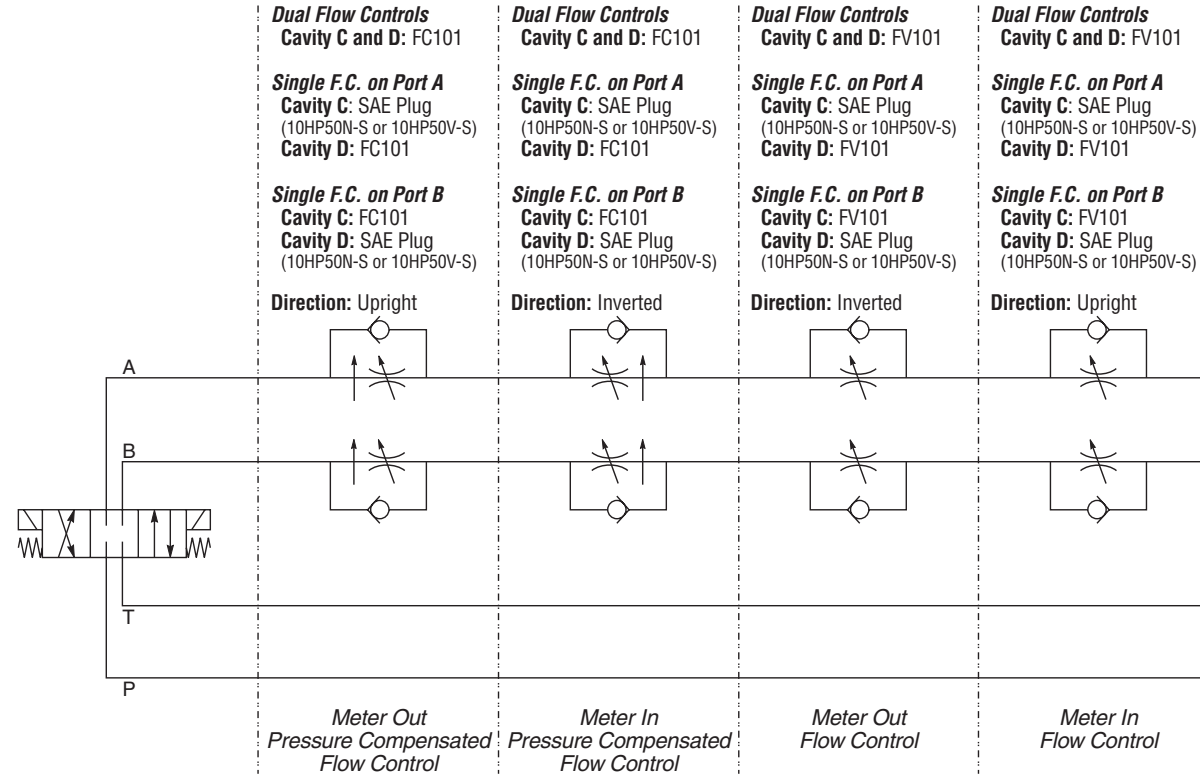 Dual Flow Controls
Cavity C and D: FC101
Single F.C. on Port A
Cavity C: SAE Plug
(10HP50N-S or 10HP50V-S)
Cavity D: FC101
Single F.C. on Port B
Cavity C: FC101
Cavity D: SAE Plug
(10HP50N-S or 10HP50V-S)
Direction: Upright
Dual Flow Controls
Cavity C and D: FC101
Single F.C. on Port A
Cavity C: SAE Plug
(10HP50N-S or 10HP50V-S)
Cavity D: FC101
Single F.C. on Port B
Cavity C: FC101
Cavity D: SAE Plug
(10HP50N-S or 10HP50V-S)
Direction: Inverted
Dual Flow Controls
Cavity C and D: FV101
Single F.C. on Port A
Cavity C: SAE Plug
(10HP50N-S or 10HP50V-S)
Cavity D: FV101
Single F.C. on Port B
Cavity C: FV101
Cavity D: SAE Plug
(10HP50N-S or 10HP50V-S)
Direction: Inverted
Dual Flow Controls
Cavity C and D: FV101
Single F.C. on Port A
Cavity C: SAE Plug
(10HP50N-S or 10HP50V-S)
Cavity D: FV101
Single F.C. on Port B
Cavity C: FV101
Cavity D: SAE Plug
(10HP50N-S or 10HP50V-S)
Direction: Upright
A
B
T
P
Meter Out
Pressure Compensated
Flow Control
Meter In
Pressure Compensated
Flow Control
Meter Out
Flow Control
Meter In
Flow Control